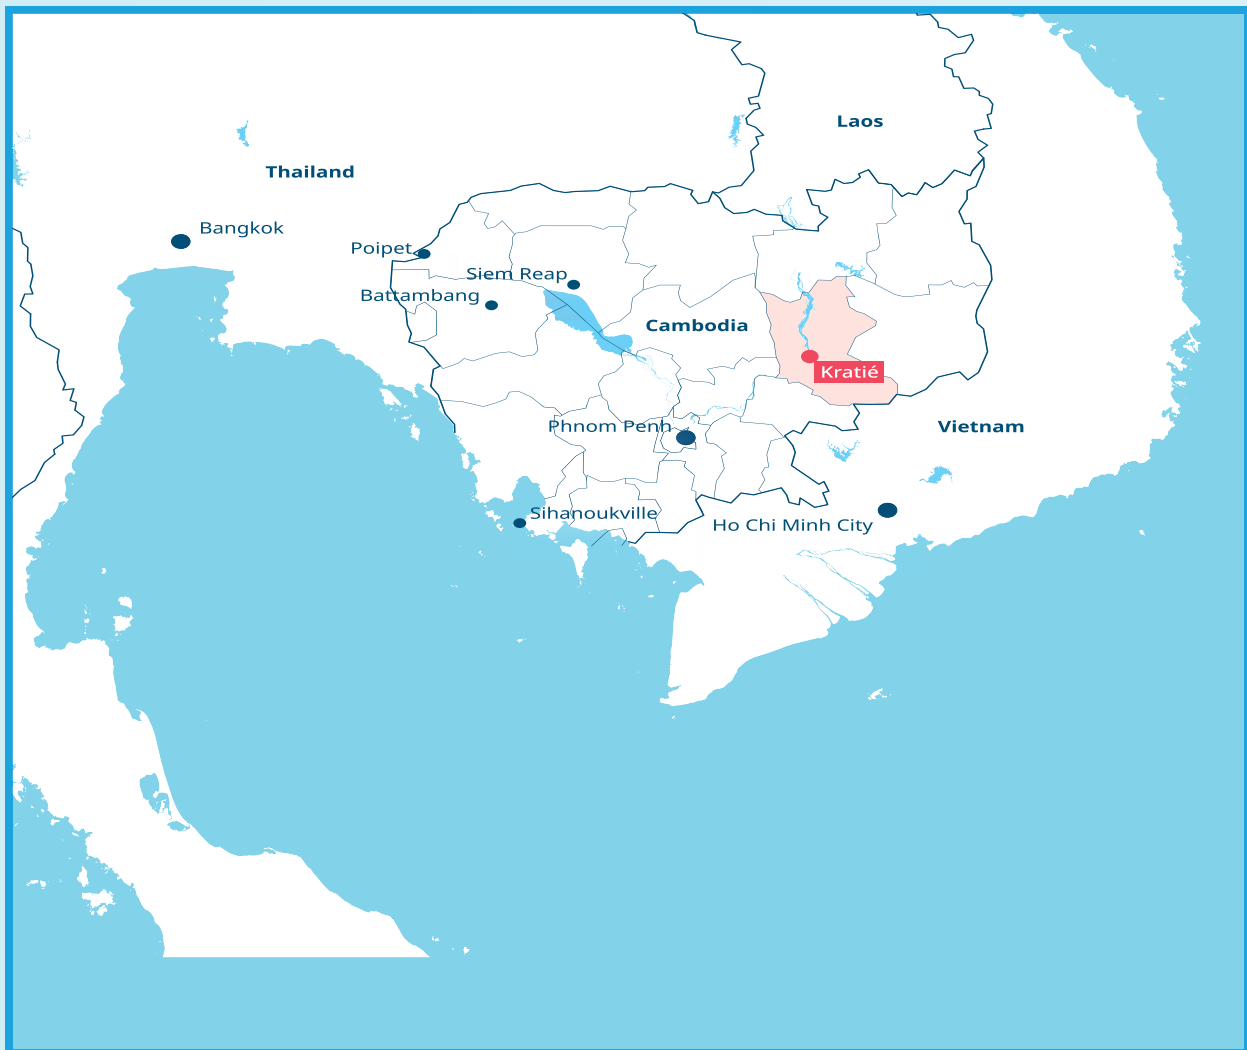 Laos
Thailand
Bangkok
Poipet
Siem Reap
Battambang
Cambodia
Kratié
Phnom Penh
Vietnam
Sihanoukville
Ho Chi Minh City